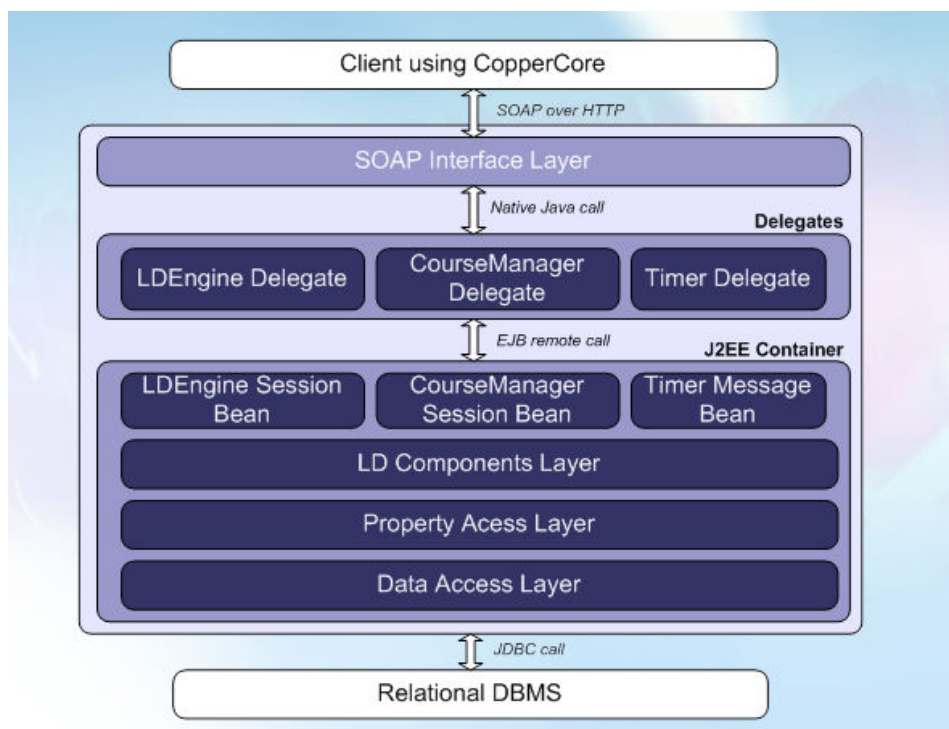 Client using CopperCore
SOAP over HTTP
SOAP Interface Layer
Native Java call
Delegates
LDEngine Delegate
CourseManager
Delegate
Timer Delegate
EJB remote call
J2EE Container
LDEngine Session
Bean
CourseManager
Session Bean
Timer Message
Bean
LD Components Layer
Property Acess Layer
Data Access Layer
JDBC call
Relational DBMS